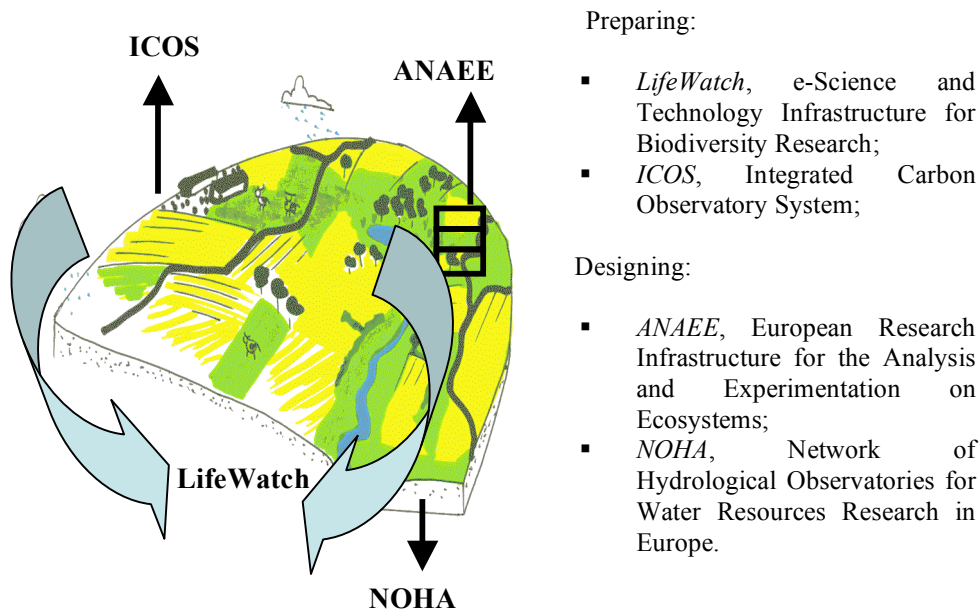 ICOS
ANAEE
LifeWatch
NOHA
Preparing:
▪ LifeWatch, e-Science and
Technology Infrastructure for
Biodiversity Research;
▪ ICOS, Integrated Carbon
Observatory System;
Designing:
▪ ANAEE, European Research
Infrastructure for the Analysis
and Experimentation on
Ecosystems;
▪ NOHA, Network of
Hydrological Observatories for
Water Resources Research in
Europe.